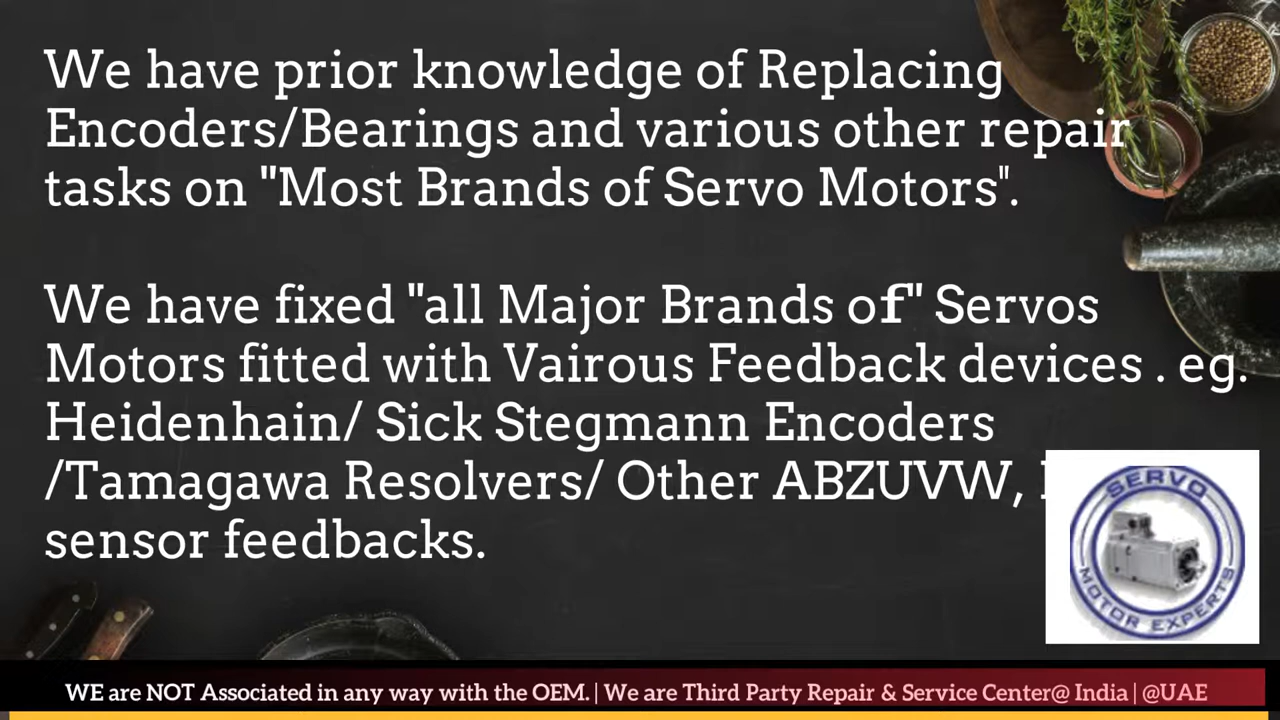 We have prior knowledge of Replacing
Encoders/Bearings and various other repair
tasks on "Most Brands of Servo Motors".
We have fixed "all Major Brands of" Servos
Motors fitted with Vairous Feedback devices . eg.
Heidenhain/ Sick Stegmann Encoders
/Tamagawa Resolvers/ Other ABZUVW,
sensor feedbacks.
SERVO
MOTOR EXPERTS
WE are NOT Associated in any way with the OEM. | We are Third Party Repair & Service Center@ India | @UAE